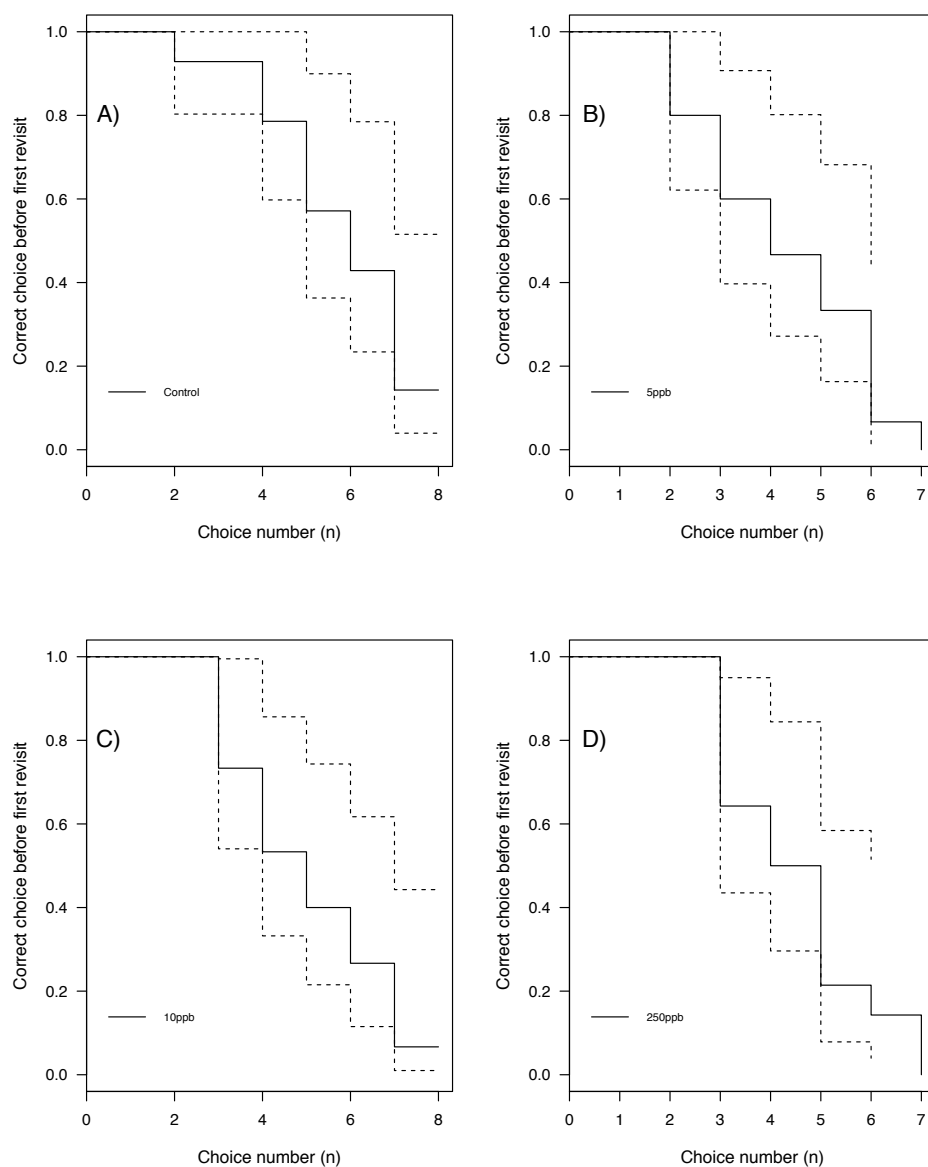 1.0
0.8
0.6
0.4
0.2
0.0
Correct choice before first revisit
A)
Control
0 2 4 6 8
Choice number (n)
1.0
0.8
0.6
0.4
0.2
0.0
Correct choice before first revisit
B)
5ppb
0 1 2 3 4 5 6 7
Choice number (n)
1.0
0.8
0.6
0.4
0.2
0.0
Correct choice before first revisit
C)
10ppb
0 2 4 6 8
Choice number (n)
1.0
0.8
0.6
0.4
0.2
0.0
Correct choice before first revisit
D)
250ppb
0 1 2 3 4 5 6 7
Choice number (n)